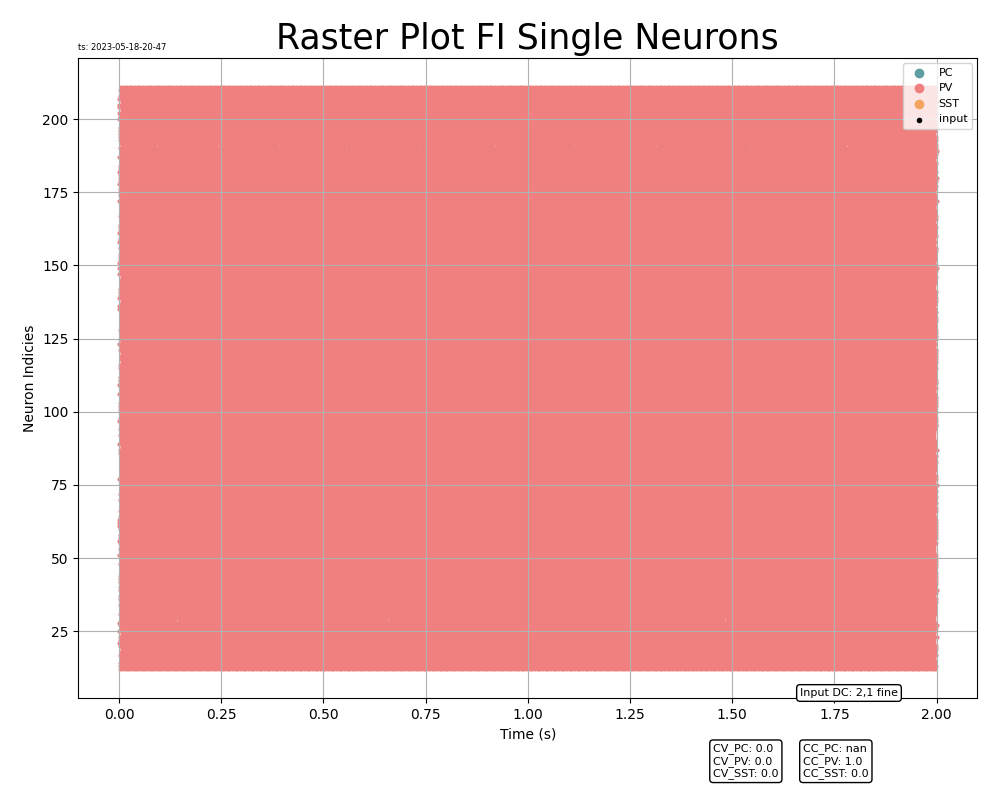 Raster Plot FI Single Neurons
ts: 2023-05-18-20-47
PC
PV
SST
input
200
175
150
125
100
75
50
25
Neuron Indicies
Input DC: 2,1 fine
0.00 0.25 0.50 0.75 1.00 1.25 1.50 1.75 2.00
Time (s)
CV_PC: 0.0
CV_PV: 0.0
CV_SST: 0.0
CC_PC: nan
CC_PV: 1.0
CC_SST: 0.0